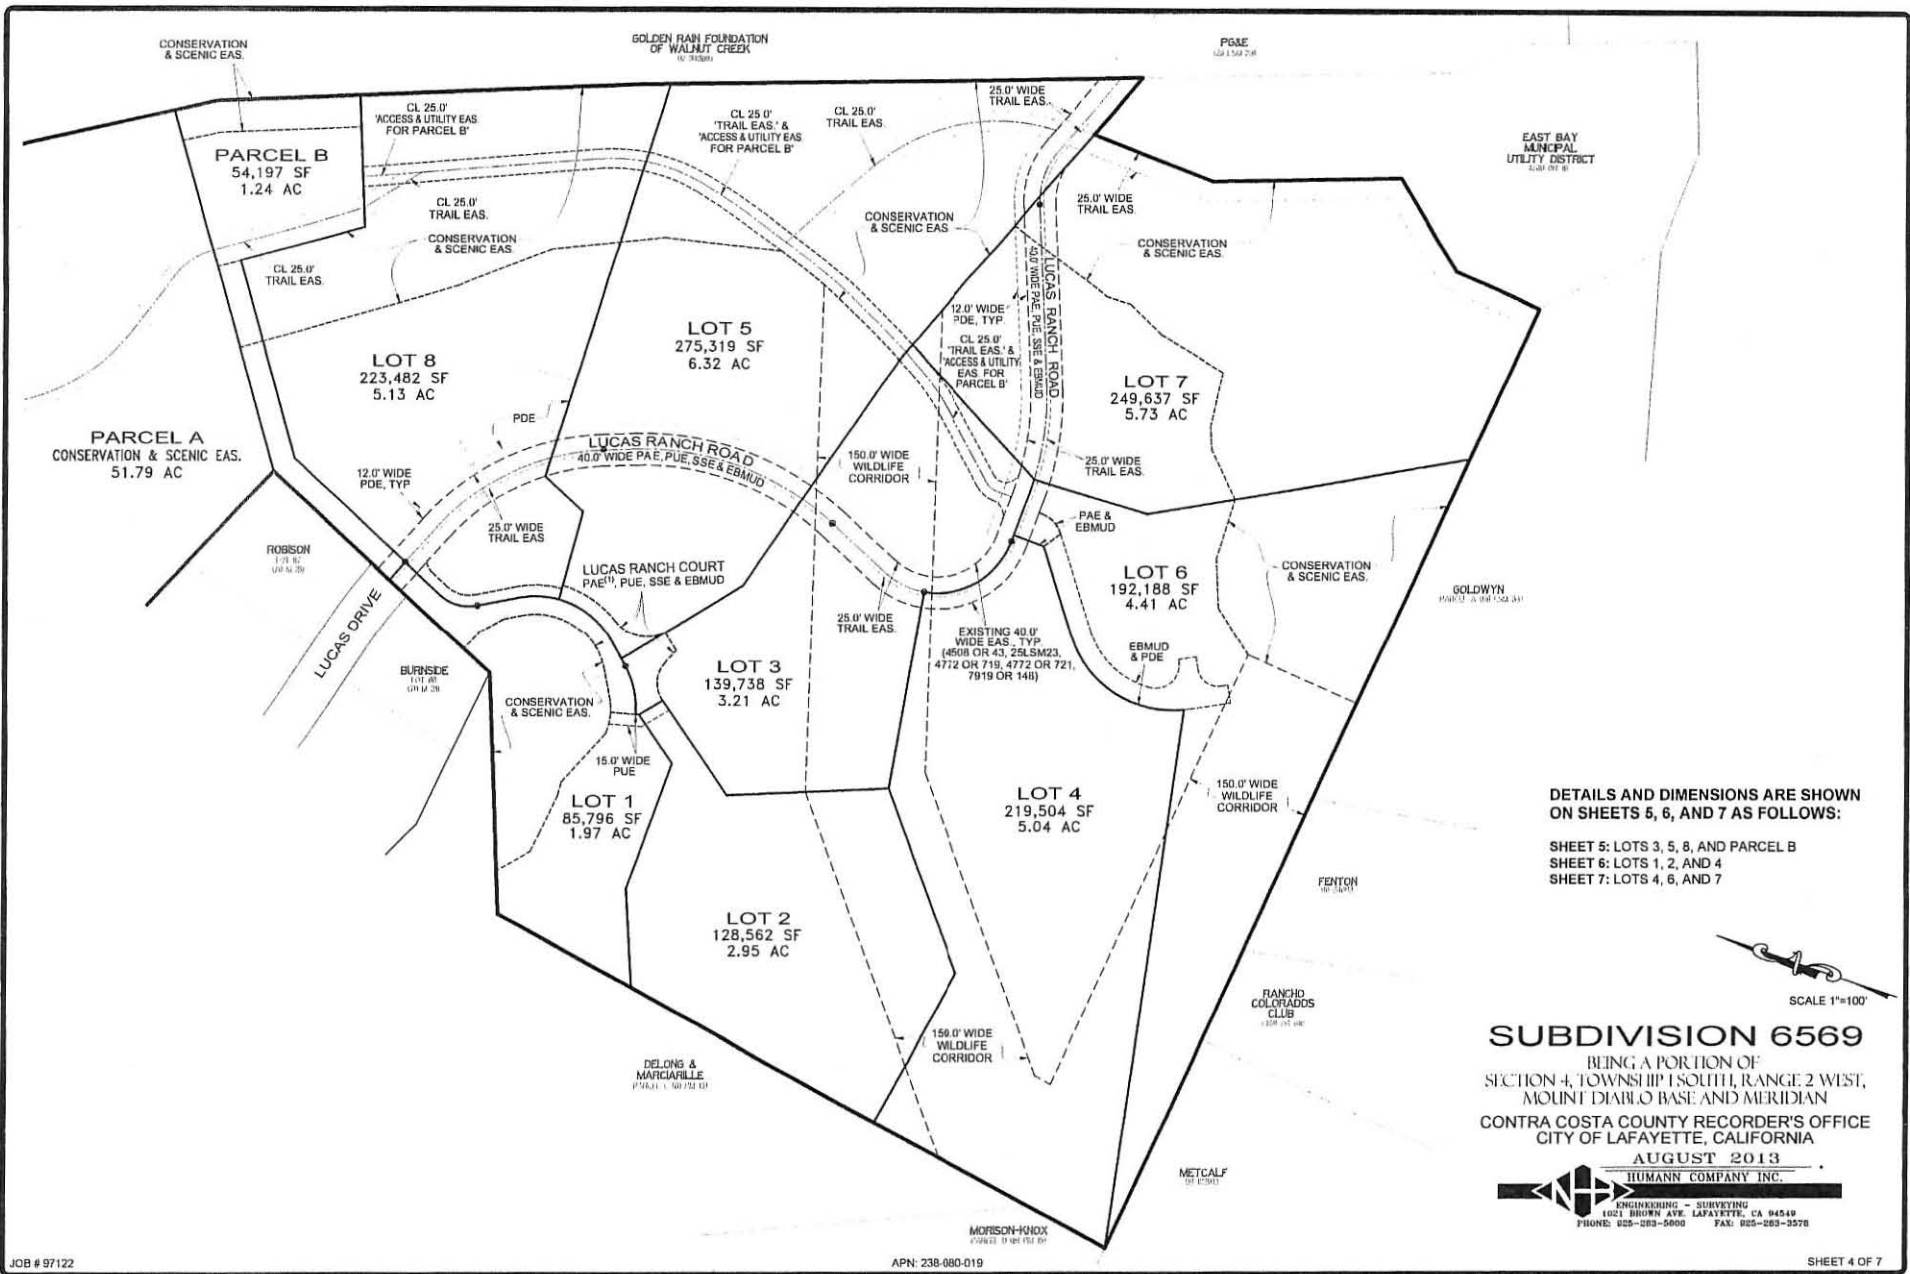 CONSERVATION
& SCENIC EAS.
GOLDEN RAIN FOUNDATION
OF WALNUT CREEK
PG&E
CL 25.0'
'ACCESS & UTILITY EAS.
FOR PARCEL B'
CL 25.0'
'TRAIL EAS.' &
'ACCESS & UTILITY EAS.
FOR PARCEL B'
CL 25.0'
TRAIL EAS.
25.0' WIDE
TRAIL EAS.
EAST BAY
MUNICIPAL
UTILITY DISTRICT
PARCEL B
54,197 SF
1.24 AC
CL 25.0'
TRAIL EAS.
CONSERVATION
& SCENIC EAS.
CL 25.0'
TRAIL EAS.
CONSERVATION
& SCENIC EAS
25.0' WIDE
TRAIL EAS.
CONSERVATION
& SCENIC EAS.
LUCAS RANCH ROAD
40.0' WIDE PAE, PUE, SSE & EBMUD
12.0' WIDE
PDE, TYP.
CL 25.0'
'TRAIL EAS.' &
'ACCESS & UTILITY
EAS. FOR
PARCEL B'
LOT 8
223,482 SF
5.13 AC
LOT 5
275,319 SF
6.32 AC
LOT 7
249,637 SF
5.73 AC
PDE
PARCEL A
CONSERVATION & SCENIC EAS.
51.79 AC
LUCAS RANCH ROAD
40.0' WIDE PAE, PUE, SSE & EBMUD
12.0' WIDE
PDE, TYP
150.0' WIDE
WILDLIFE
CORRIDOR
25.0' WIDE
TRAIL EAS.
25.0' WIDE
TRAIL EAS
PAE &
EBMUD
ROBISON
LUCAS RANCH COURT
PAE(1), PUE, SSE & EBMUD
LOT 6
192,188 SF
4.41 AC
CONSERVATION
& SCENIC EAS.
GOLDWYN
LUCAS DRIVE
25.0' WIDE
TRAIL EAS.
EXISTING 40.0'
WIDE EAS., TYP.
(4508 OR 43, 25LSM23,
4772 OR 719, 4772 OR 721,
7919 OR 148)
EBMUD
& PDE
BURNSIDE
LOT 3
139,738 SF
3.21 AC
CONSERVATION
& SCENIC EAS.
15.0' WIDE
PUE
LOT 1
85,796 SF
1.97 AC
LOT 4
219,504 SF
5.04 AC
150.0' WIDE
WILDLIFE
CORRIDOR
DETAILS AND DIMENSIONS ARE SHOWN
ON SHEETS 5, 6, AND 7 AS FOLLOWS:
SHEET 5: LOTS 3, 5, 8, AND PARCEL B
SHEET 6: LOTS 1, 2, AND 4
SHEET 7: LOTS 4, 6, AND 7
FENTON
LOT 2
128,562 SF
2.95 AC
RANCHO
COLORADOS
CLUB
150.0' WIDE
WILDLIFE
CORRIDOR
DELONG &
MARCIARILLE
METCALF
MORISON-KNOX
SCALE 1"=100'
SUBDIVISION 6569
BEING A PORTION OF
SECTION 4, TOWNSHIP 1 SOUTH, RANGE 2 WEST,
MOUNT DIABLO BASE AND MERIDIAN
CONTRA COSTA COUNTY RECORDER'S OFFICE
CITY OF LAFAYETTE, CALIFORNIA
AUGUST 2013
HUMANN COMPANY INC.
ENGINEERING - SURVEYING
1021 BROWN AVE. LAFAYETTE, CA 94549
PHONE: 925-283-5000 FAX: 925-283-3578
JOB # 97122
APN: 238-080-019
SHEET 4 OF 7